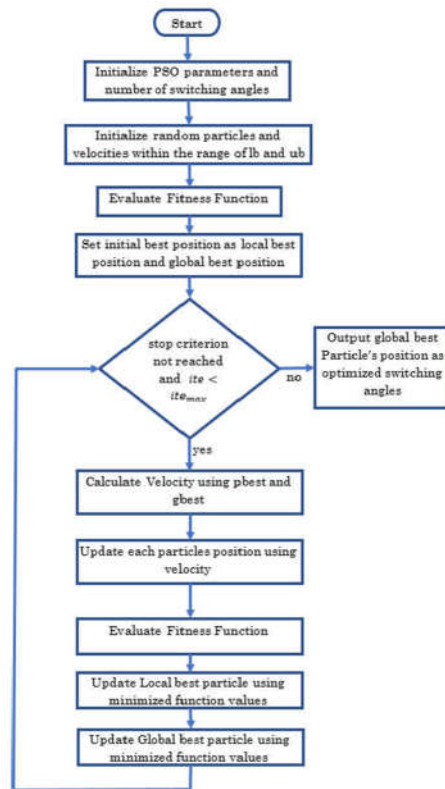 Start
Initialize PSO parameters and
number of switching angles
Initialize random particles and
velocities within the range of lb and ub
Evaluate Fitness Function
Set initial best position as local best
position and global best position
stop criterion
not reached
and ite <
ite_max
no
Output global best
Particle's position as
optimized switching
angles
yes
Calculate Velocity using pbest and
gbest
Update each particles position using
velocity
Evaluate Fitness Function
Update Local best particle using
minimized function values
Update Global best particle using
minimized function values